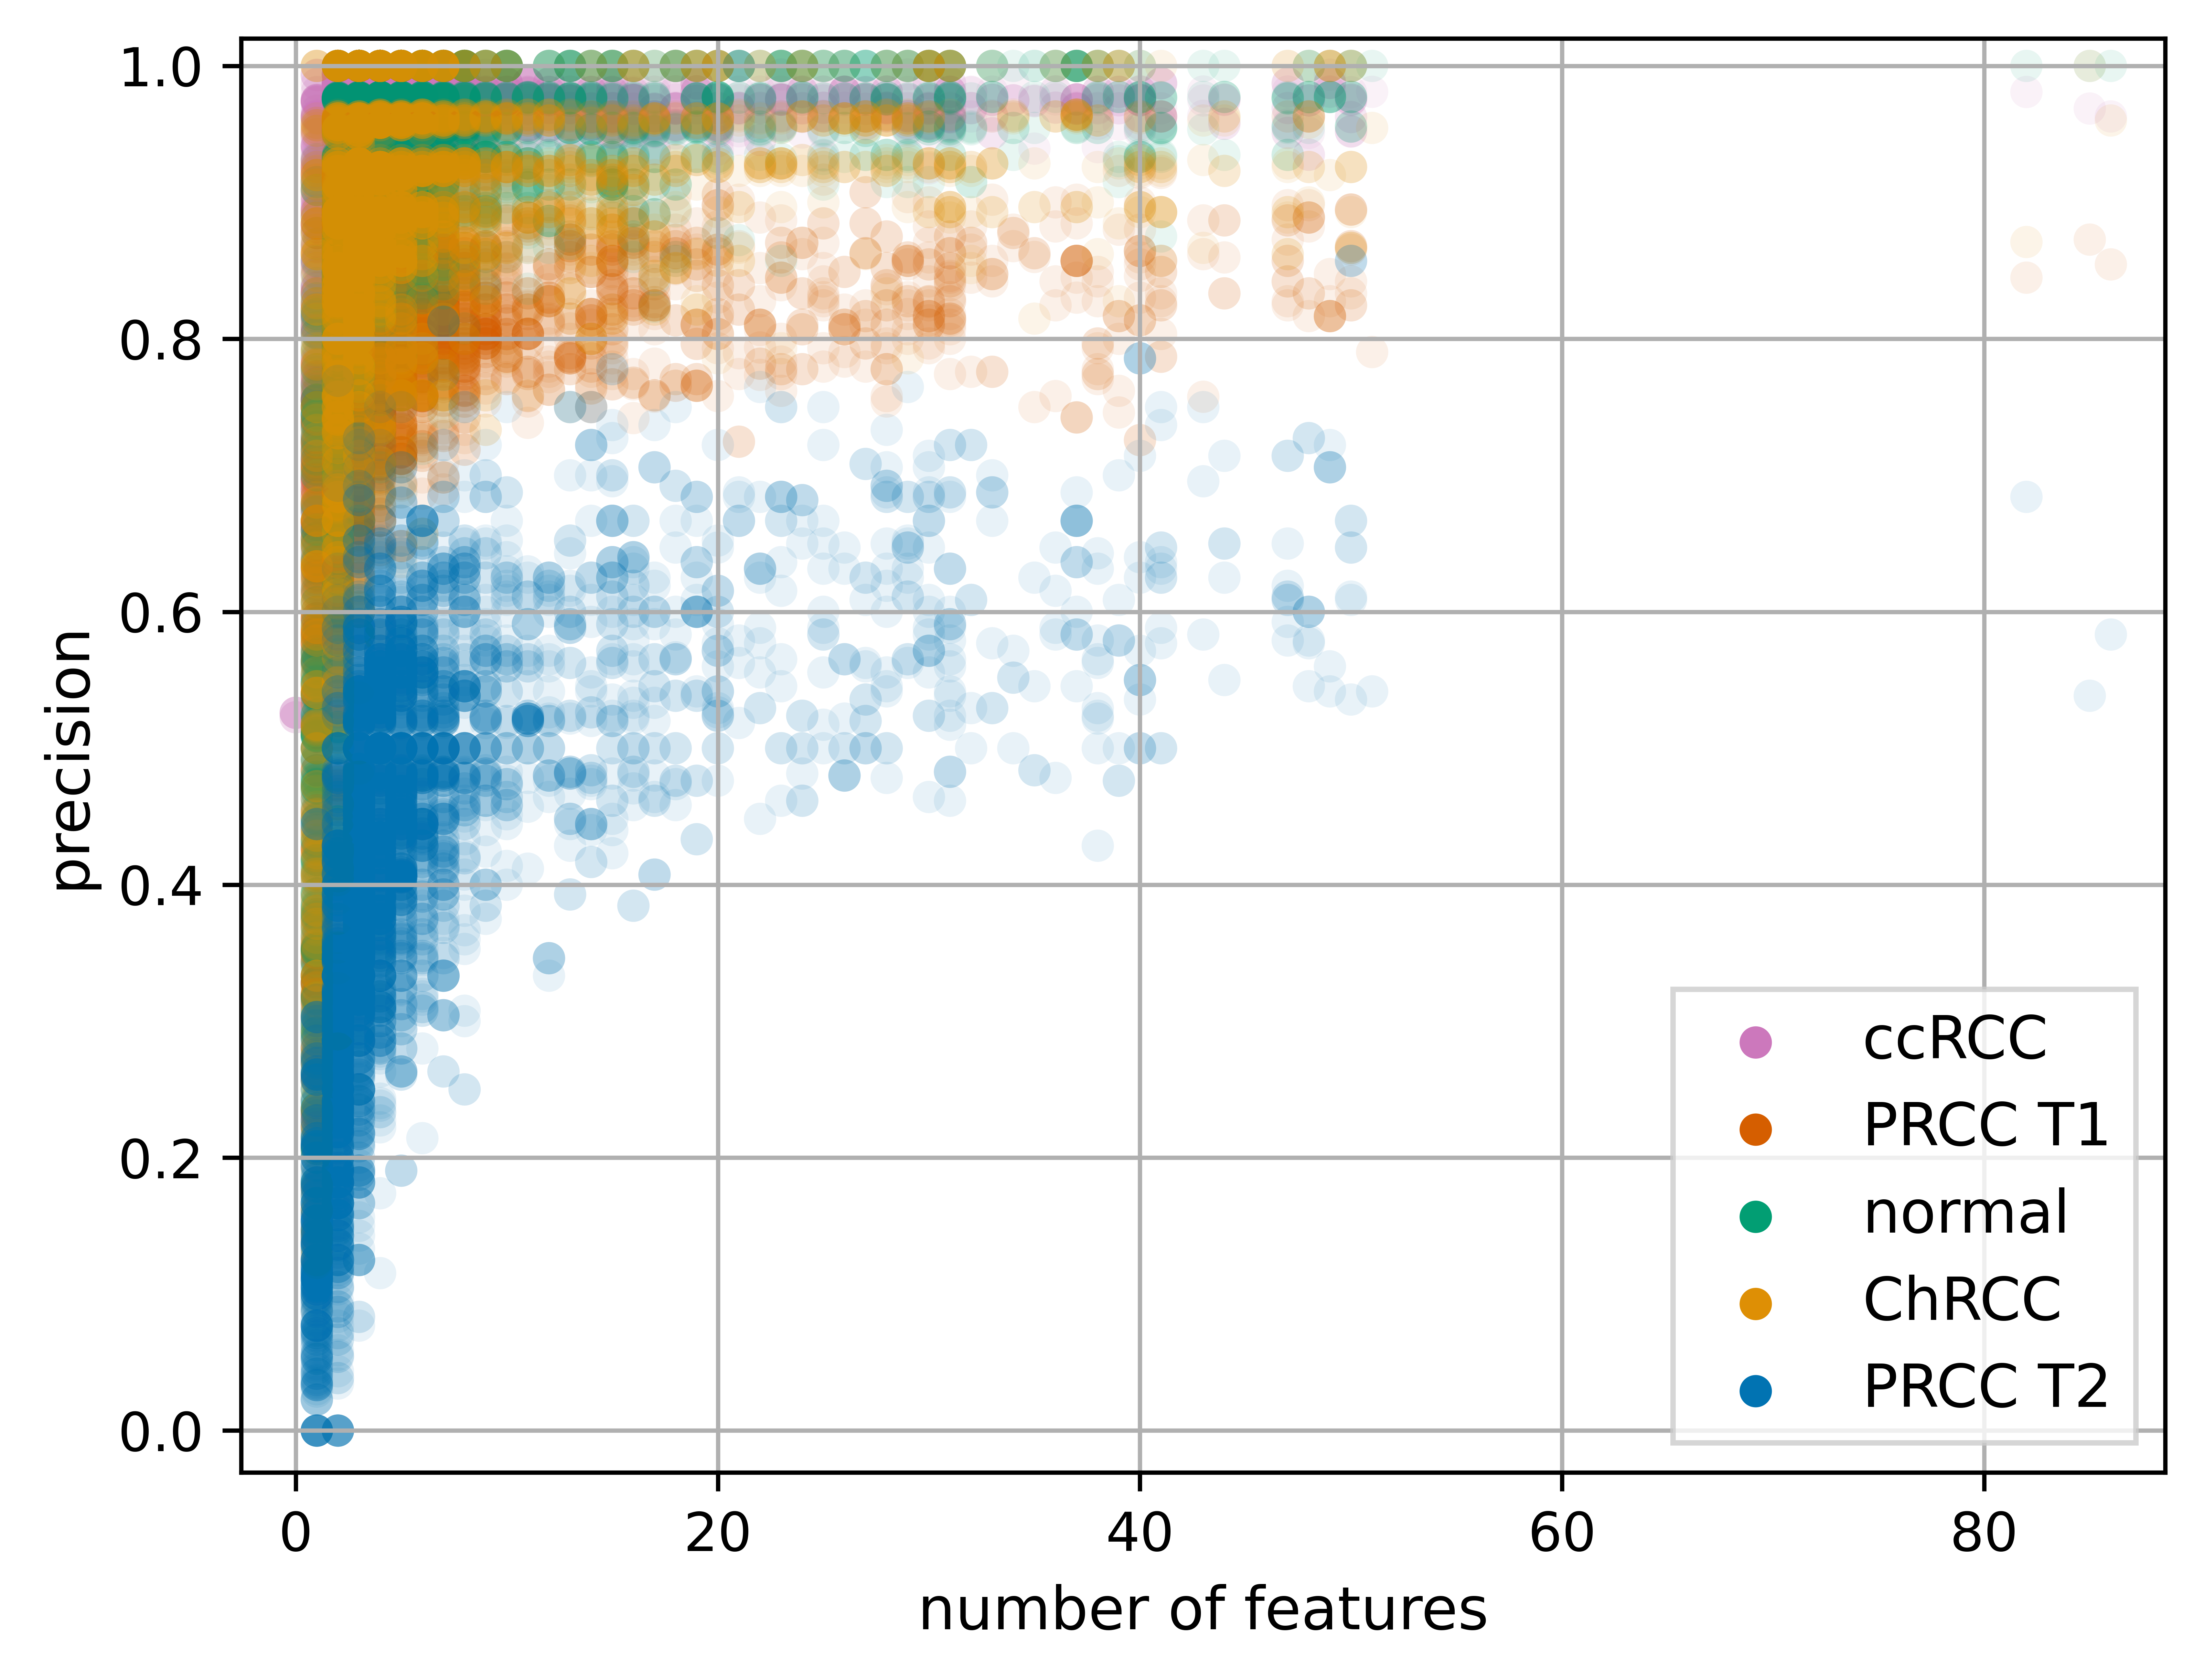 1.0
0.8
0.6
0.4
0.2
0.0
precision
0 20 40 60 80
number of features
ccRCC
PRCC T1
normal
ChRCC
PRCC T2